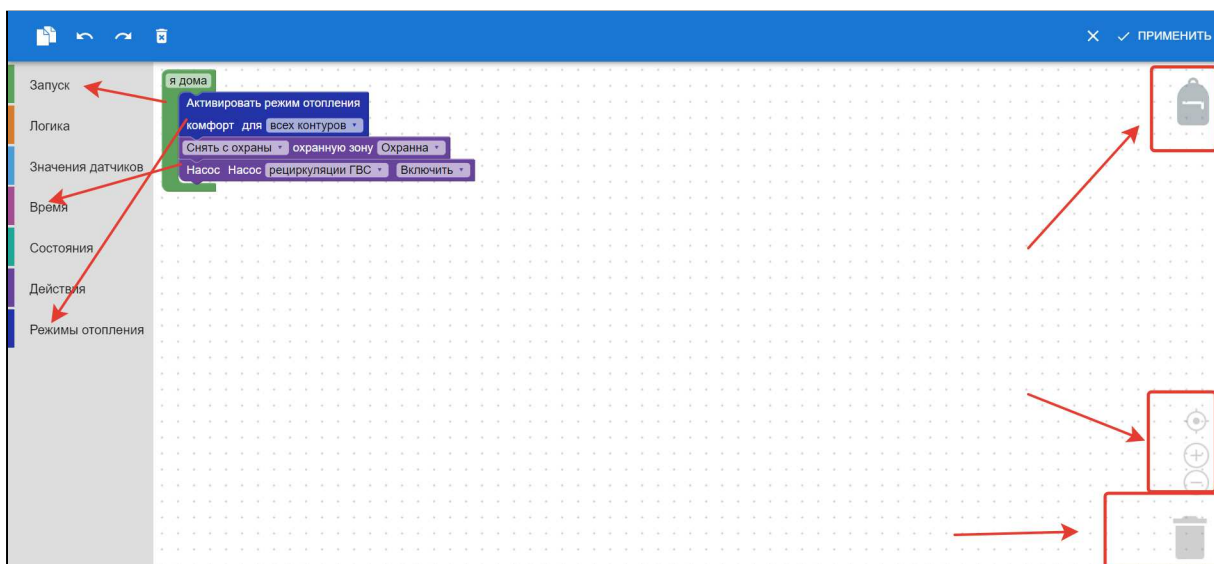 ПРИМЕНИТЬ
Запуск
Логика
Значения датчиков
Время
Состояния
Действия
Режимы отопления
я дома
Активировать режим отопления
комфорт для всех контуров
Снять с охраны охранную зону Охранна
Насос Насос рециркуляции ГВС Включить